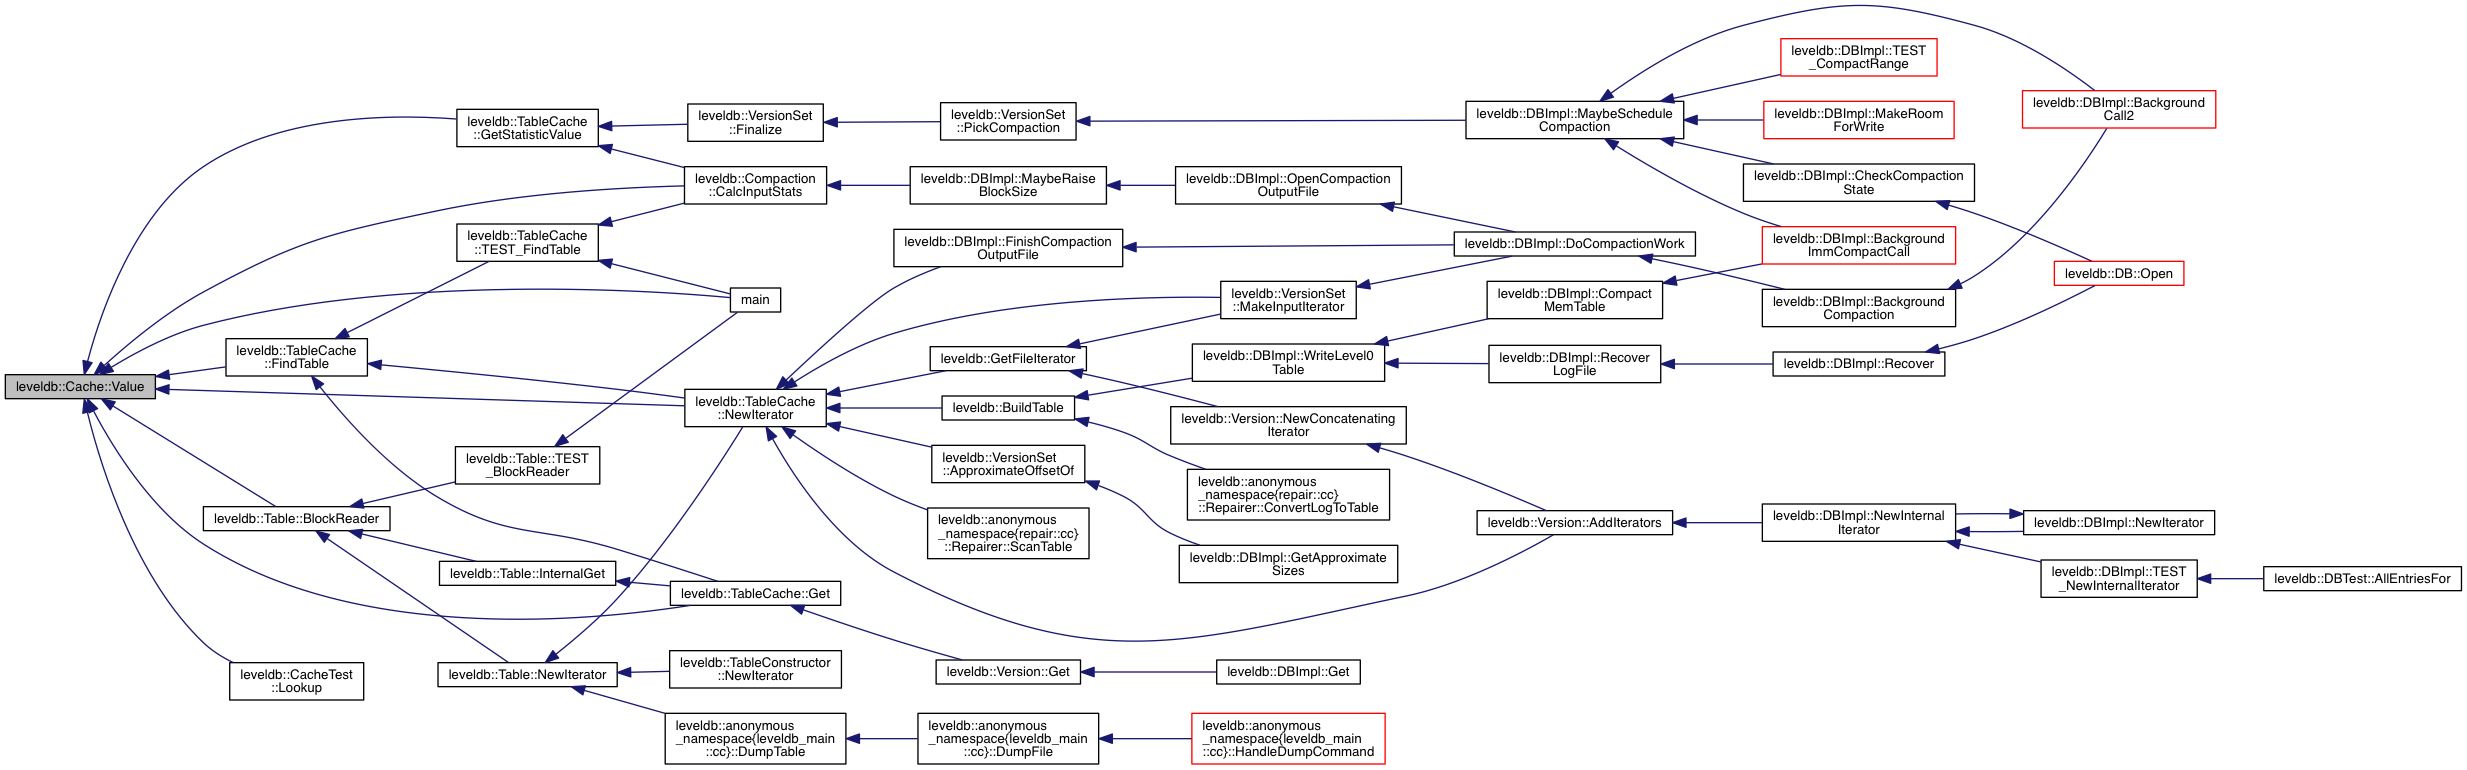 leveldb::Cache::Value
leveldb::TableCache
::GetStatisticValue
leveldb::TableCache
::TEST_FindTable
leveldb::TableCache
::FindTable
leveldb::Table::TEST
_BlockReader
leveldb::Table::BlockReader
leveldb::Table::InternalGet
leveldb::CacheTest
::Lookup
leveldb::Table::NewIterator
leveldb::VersionSet
::Finalize
leveldb::Compaction
::CalcInputStats
main
leveldb::TableCache
::NewIterator
leveldb::TableCache::Get
leveldb::TableConstructor
::NewIterator
leveldb::anonymous
_namespace{leveldb_main
::cc}::DumpTable
leveldb::VersionSet
::PickCompaction
leveldb::DBImpl::MaybeRaise
BlockSize
leveldb::DBImpl::FinishCompaction
OutputFile
leveldb::GetFileIterator
leveldb::BuildTable
leveldb::VersionSet
::ApproximateOffsetOf
leveldb::anonymous
_namespace{repair::cc}
::Repairer::ScanTable
leveldb::Version::Get
leveldb::anonymous
_namespace{leveldb_main
::cc}::DumpFile
leveldb::DBImpl::OpenCompaction
OutputFile
leveldb::VersionSet
::MakeInputIterator
leveldb::DBImpl::WriteLevel0
Table
leveldb::Version::NewConcatenating
Iterator
leveldb::anonymous
_namespace{repair::cc}
::Repairer::ConvertLogToTable
leveldb::DBImpl::GetApproximate
Sizes
leveldb::DBImpl::Get
leveldb::anonymous
_namespace{leveldb_main
::cc}::HandleDumpCommand
leveldb::DBImpl::MaybeSchedule
Compaction
leveldb::DBImpl::DoCompactionWork
leveldb::DBImpl::Compact
MemTable
leveldb::DBImpl::Recover
LogFile
leveldb::Version::AddIterators
leveldb::DBImpl::TEST
_CompactRange
leveldb::DBImpl::MakeRoom
ForWrite
leveldb::DBImpl::CheckCompaction
State
leveldb::DBImpl::Background
ImmCompactCall
leveldb::DBImpl::Background
Compaction
leveldb::DBImpl::Recover
leveldb::DBImpl::NewInternal
Iterator
leveldb::DBImpl::Background
Call2
leveldb::DB::Open
leveldb::DBImpl::NewIterator
leveldb::DBImpl::TEST
_NewInternalIterator
leveldb::DBTest::AllEntriesFor